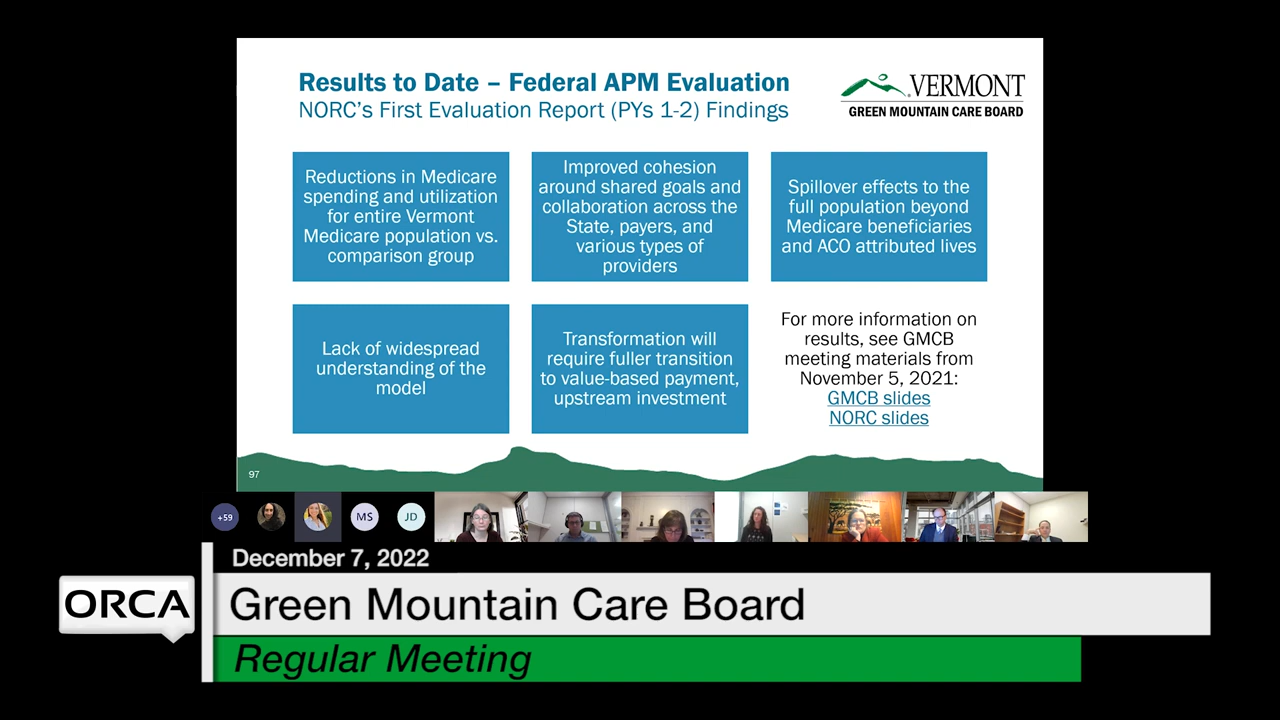 Results to Date – Federal APM Evaluation
NORC's First Evaluation Report (PYs 1-2) Findings
VERMONT
GREEN MOUNTAIN CARE BOARD
Reductions in Medicare
spending and utilization
for entire Vermont
Medicare population vs.
comparison group
Improved cohesion
around shared goals and
collaboration across the
State, payers, and
various types of
providers
Spillover effects to the
full population beyond
Medicare beneficiaries
and ACO attributed lives
Lack of widespread
understanding of the
model
Transformation will
require fuller transition
to value-based payment,
upstream investment
For more information on
results, see GMCB
meeting materials from
November 5, 2021:
GMCB slides
NORC slides
97
+59
MS
JD
December 7, 2022
ORCA
Green Mountain Care Board
Regular Meeting